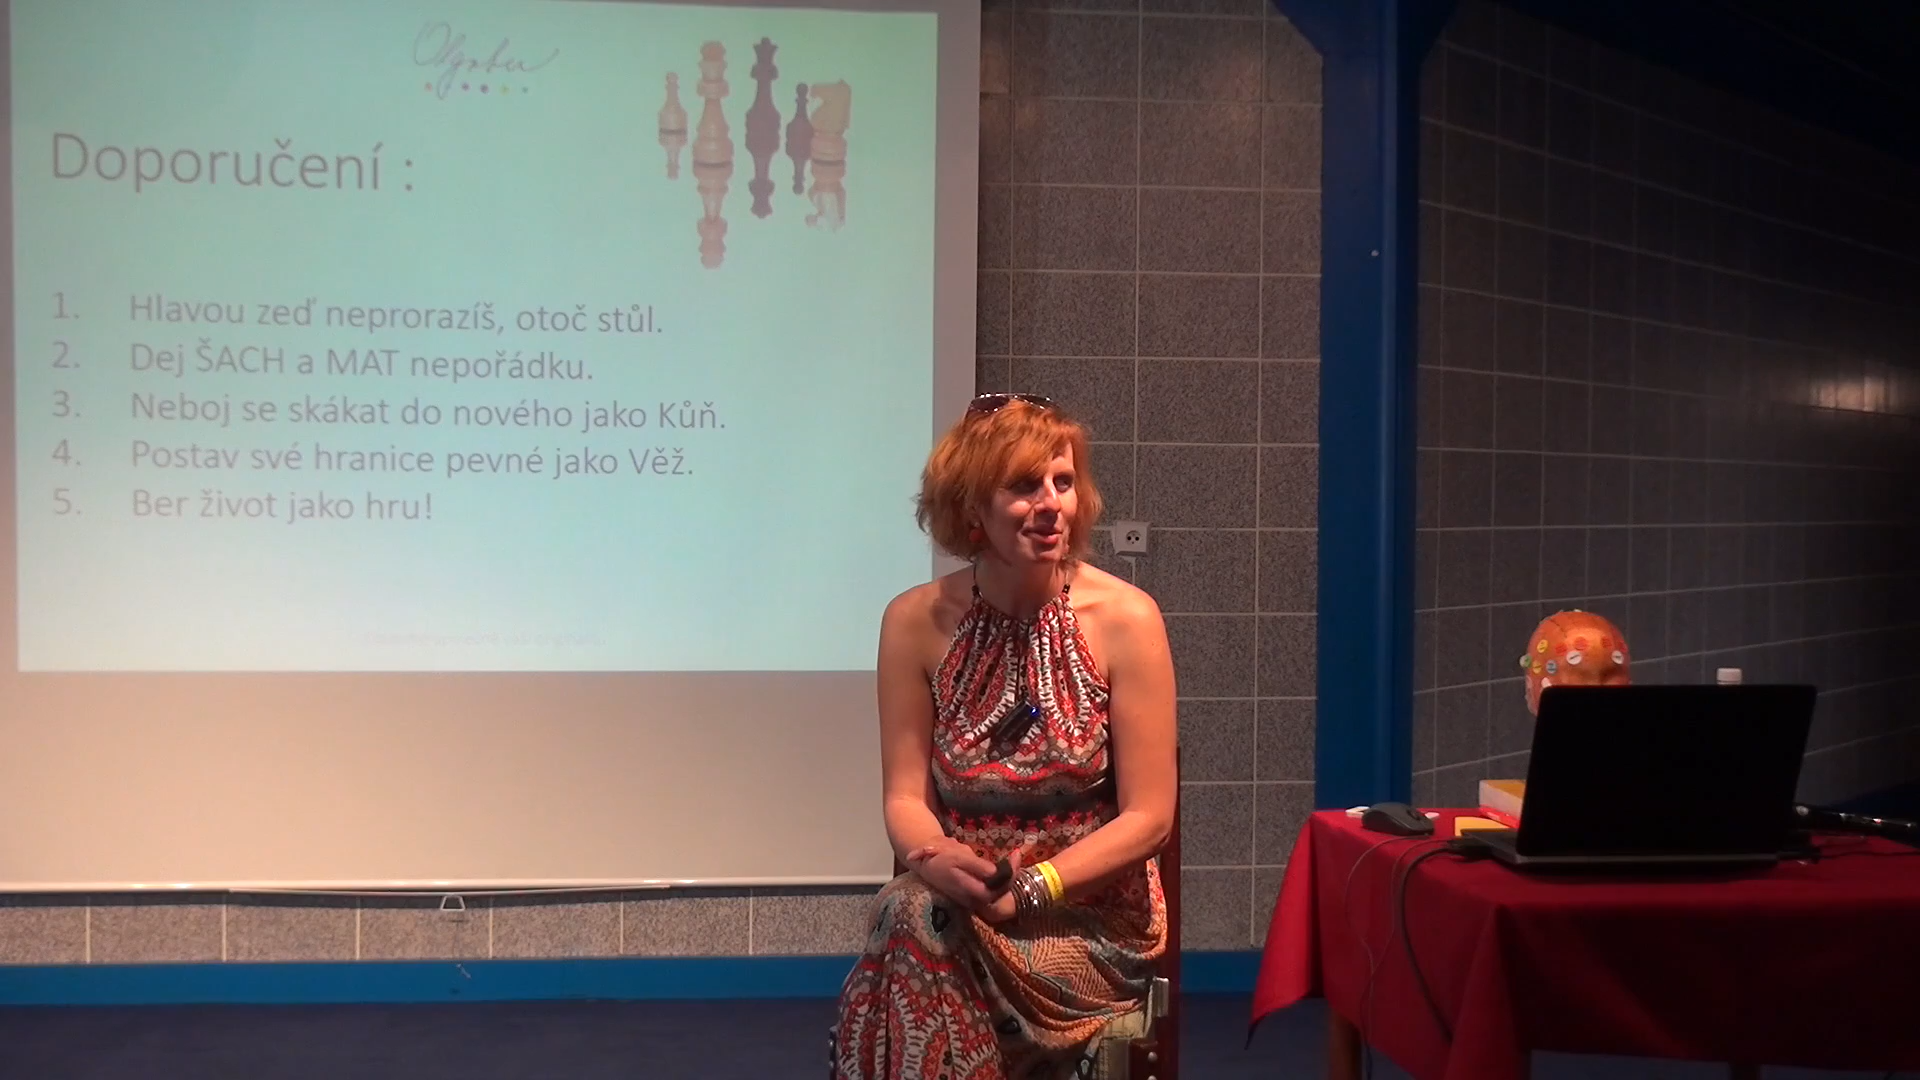 Doporučení :
1. Hlavou zeď neprorazíš, otoč stůl.
2. Dej ŠACH a MAT nepořádku.
3. Neboj se skákat do nového jako Kůň.
4. Postav své hranice pevné jako Věž.
5. Ber život jako hru!